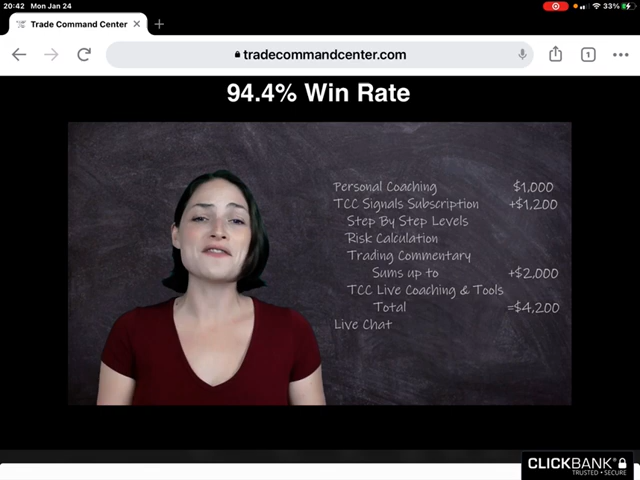 20:42 Mon Jan 24
33%
Trade Command Center
tradecommandcenter.com
1
94.4% Win Rate
Personal Coaching $1,000
TCC Signals Subscription +$1,200
Step By Step Levels
Risk Calculation
Trading Commentary
Sums up to +$2,000
TCC Live Coaching & Tools
Total =$4,200
Live Chat
CLICKBANK®
TRUSTED • SECURE